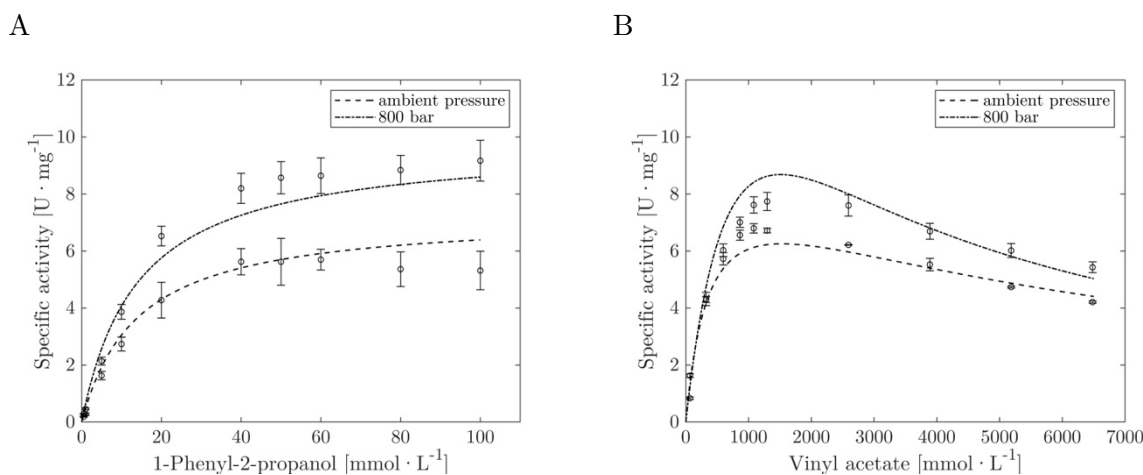 A
B
Specific activity [U · mg⁻¹]
12
10
8
6
4
2
0
ambient pressure
800 bar
0
20
40
60
80
100
1-Phenyl-2-propanol [mmol · L⁻¹]
Specific activity [U · mg⁻¹]
12
10
8
6
4
2
0
ambient pressure
800 bar
0
1000
2000
3000
4000
5000
6000
7000
Vinyl acetate [mmol · L⁻¹]